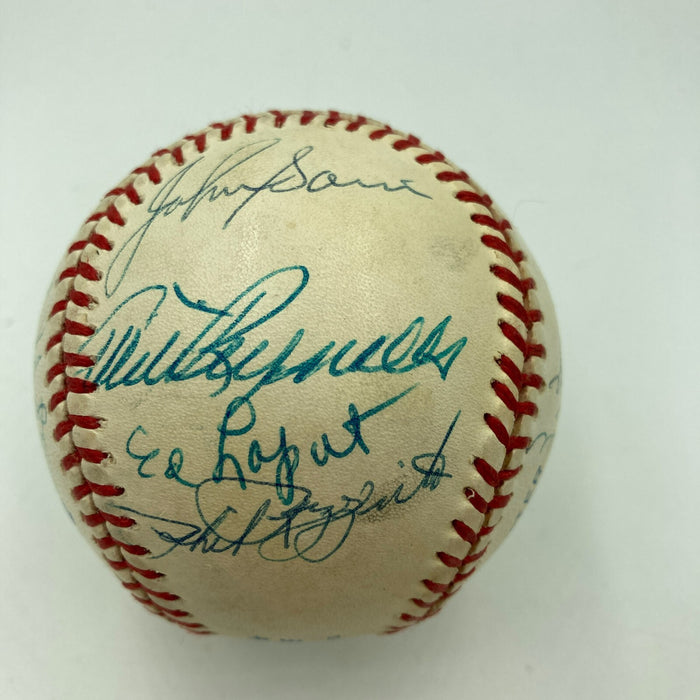 Johnny Sain
Allie Reynolds
Ed Lopat
Phil Rizzuto